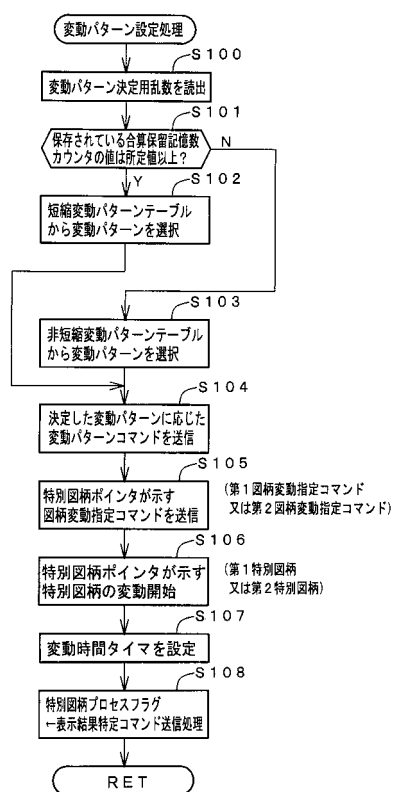 変動パターン設定処理
S100
変動パターン決定用乱数を読出
S101
保存されている合算保留記憶数
カウンタの値は所定値以上?
N
Y
S102
短縮変動パターンテーブル
から変動パターンを選択
S103
非短縮変動パターンテーブル
から変動パターンを選択
S104
決定した変動パターンに応じた
変動パターンコマンドを送信
S105
特別図柄ポインタが示す
図柄変動指定コマンドを送信
(第1図柄変動指定コマンド
又は第2図柄変動指定コマンド)
S106
特別図柄ポインタが示す
特別図柄の変動開始
(第1特別図柄
又は第2特別図柄)
S107
変動時間タイマを設定
S108
特別図柄プロセスフラグ
←表示結果特定コマンド送信処理
RET